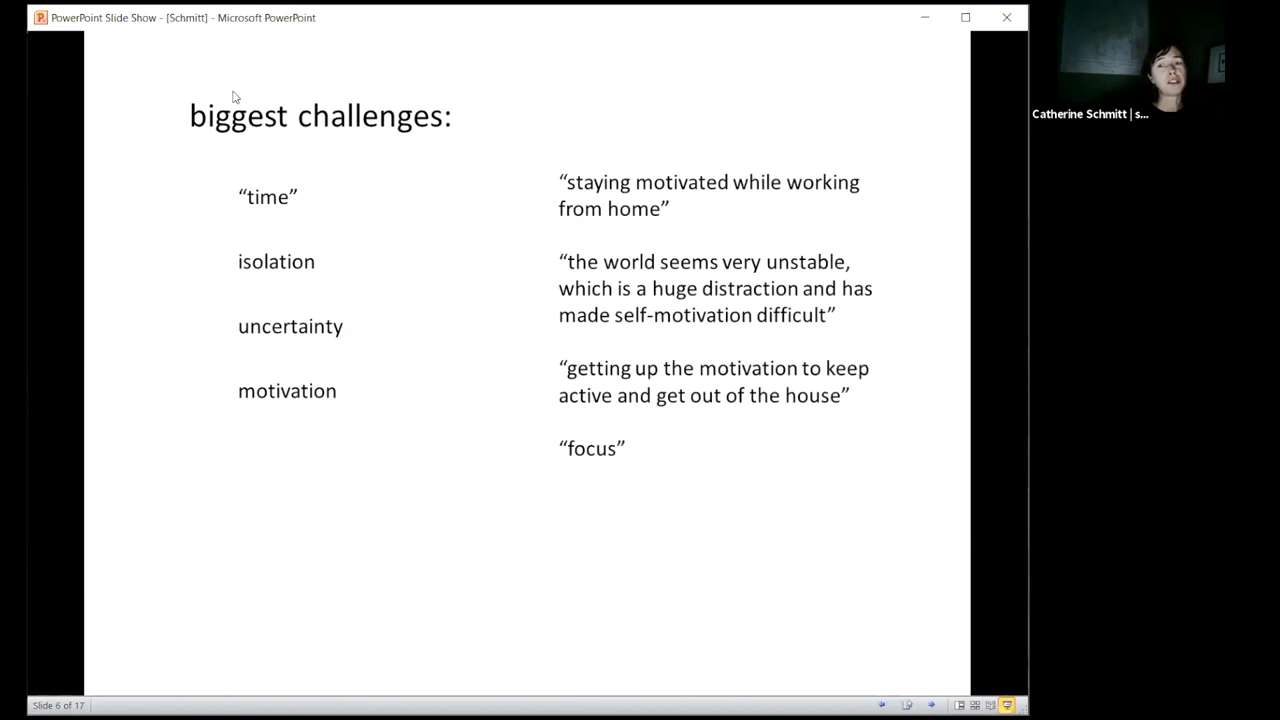 PowerPoint Slide Show - [Schmitt] - Microsoft PowerPoint
biggest challenges:
“time”
isolation
uncertainty
motivation
“staying motivated while working
from home”
“the world seems very unstable,
which is a huge distraction and has
made self-motivation difficult”
“getting up the motivation to keep
active and get out of the house”
“focus”
Catherine Schmitt | s...
Slide 6 of 17